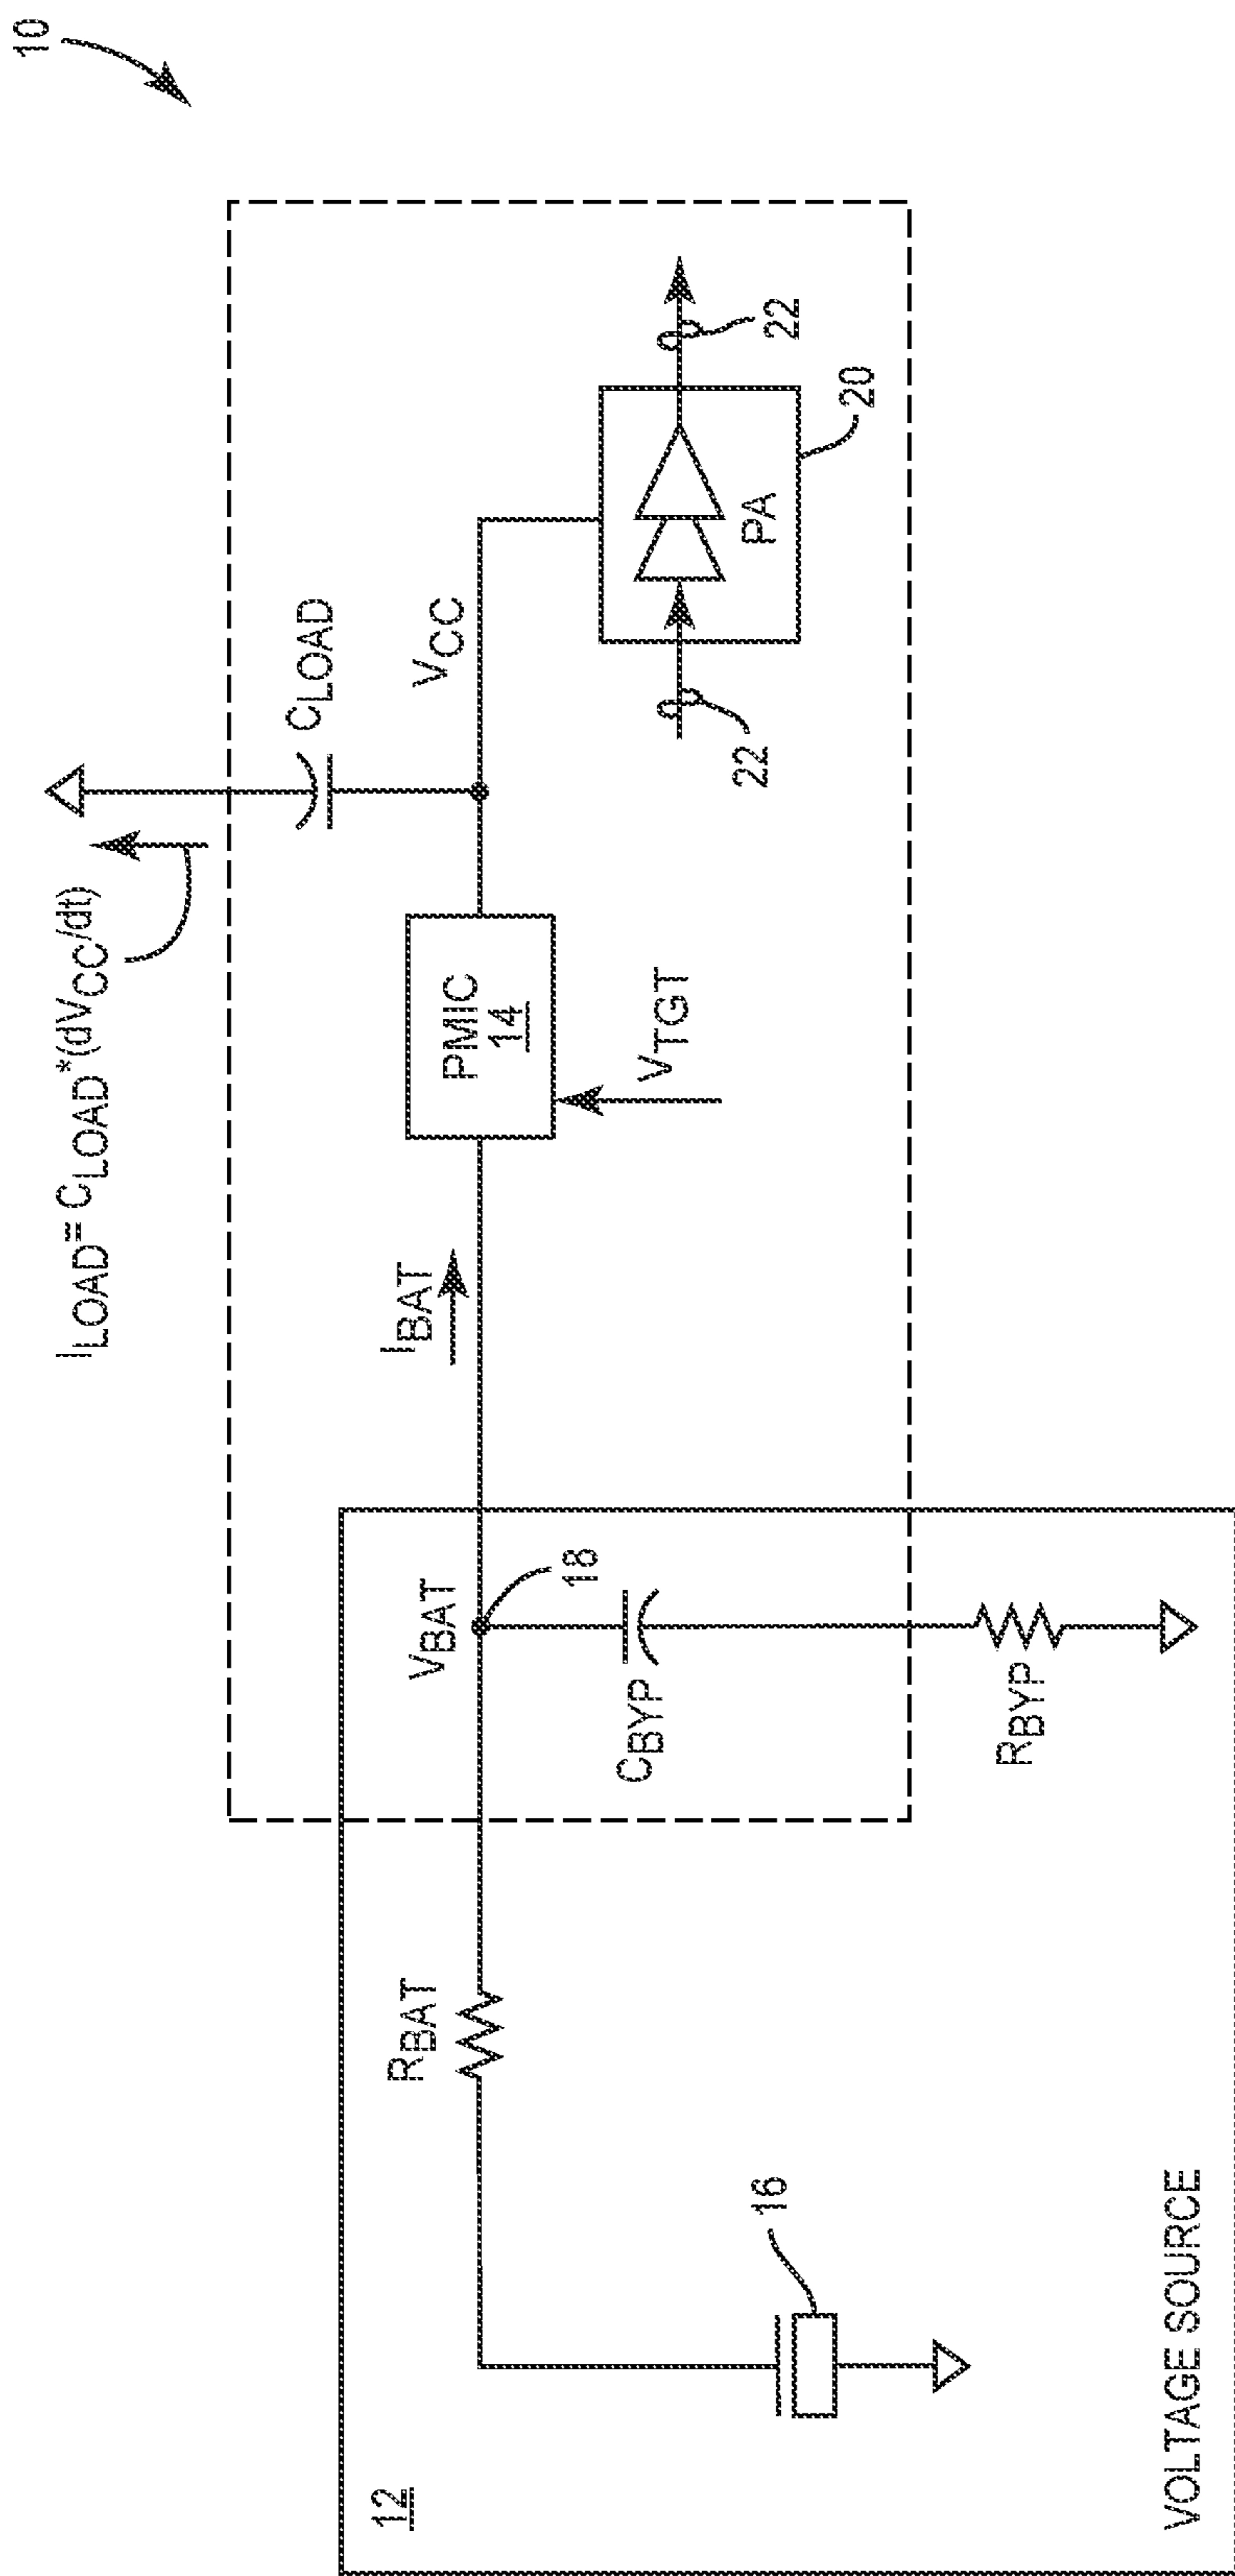 10
I_LOAD = C_LOAD*(dV_CC/dt)
C_LOAD
V_CC
PMIC
14
V_TGT
I_BAT
22
22
PA
20
V_BAT
18
C_BYP
R_BYP
R_BAT
16
12
VOLTAGE SOURCE